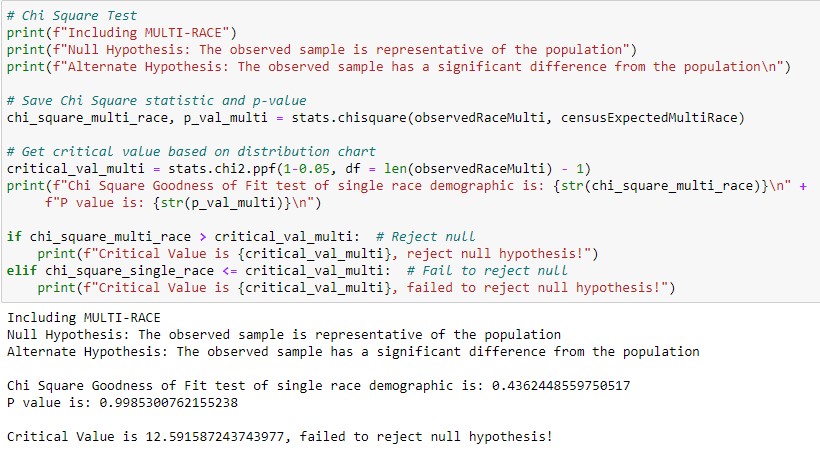 # Chi Square Test
print(f"Including MULTI-RACE")
print(f"Null Hypothesis: The observed sample is representative of the population")
print(f"Alternate Hypothesis: The observed sample has a significant difference from the population\n")

# Save Chi Square statistic and p-value
chi_square_multi_race, p_val_multi = stats.chisquare(observedRaceMulti, censusExpectedMultiRace)

# Get critical value based on distribution chart
critical_val_multi = stats.chi2.ppf(1-0.05, df = len(observedRaceMulti) - 1)
print(f"Chi Square Goodness of Fit test of single race demographic is: {str(chi_square_multi_race)}\n" +
     f"P value is: {str(p_val_multi)}\n")

if chi_square_multi_race > critical_val_multi:  # Reject null
    print(f"Critical Value is {critical_val_multi}, reject null hypothesis!")
elif chi_square_single_race <= critical_val_multi:  # Fail to reject null
    print(f"Critical Value is {critical_val_multi}, failed to reject null hypothesis!")

Including MULTI-RACE
Null Hypothesis: The observed sample is representative of the population
Alternate Hypothesis: The observed sample has a significant difference from the population

Chi Square Goodness of Fit test of single race demographic is: 0.4362448559750517
P value is: 0.9985300762155238

Critical Value is 12.591587243743977, failed to reject null hypothesis!